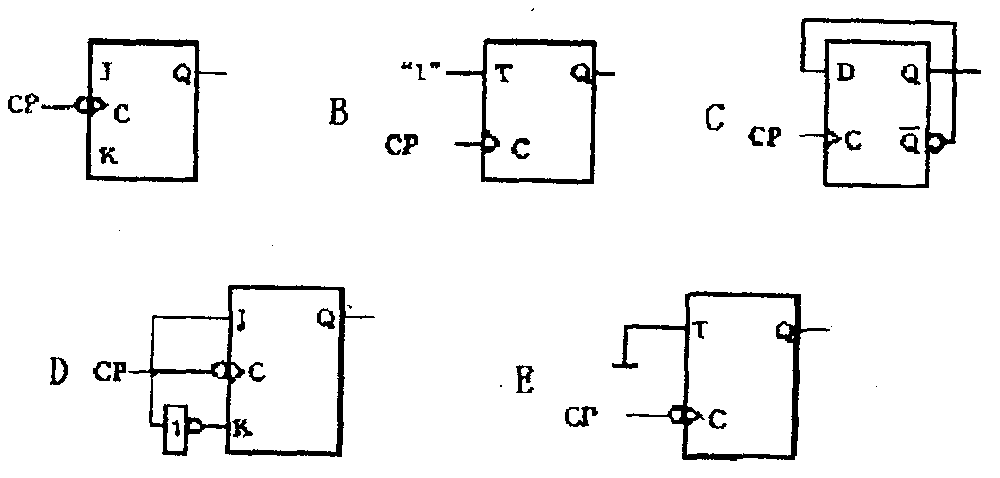 J Q
CP C
K
B "1" T Q
CP C
C D Q
CP C Q̅
D J Q
CP C
1 K
E T Q
CP C